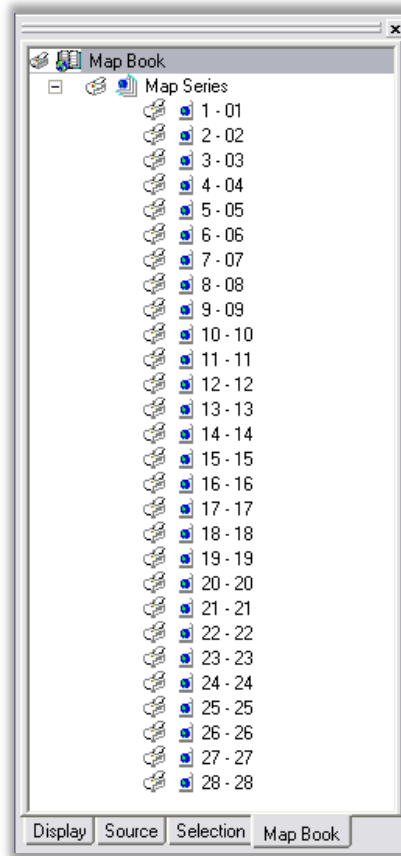 Map Book
Map Series
1 - 01
2 - 02
3 - 03
4 - 04
5 - 05
6 - 06
7 - 07
8 - 08
9 - 09
10 - 10
11 - 11
12 - 12
13 - 13
14 - 14
15 - 15
16 - 16
17 - 17
18 - 18
19 - 19
20 - 20
21 - 21
22 - 22
23 - 23
24 - 24
25 - 25
26 - 26
27 - 27
28 - 28
Display Source Selection Map Book